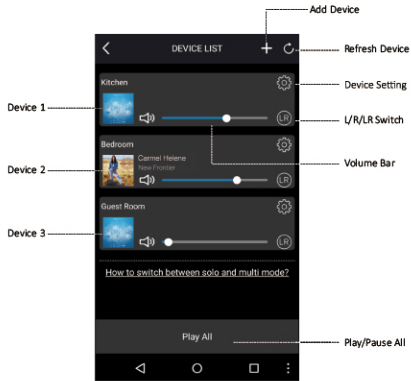 Add Device
DEVICE LIST
Refresh Device
Kitchen
Device Setting
Device 1
LR
L/R/LR Switch
Bedroom
Carmel Helene
New Frontier
Volume Bar
Device 2
LR
Guest Room
Device 3
LR
How to switch between solo and multi mode?
Play All
Play/Pause All